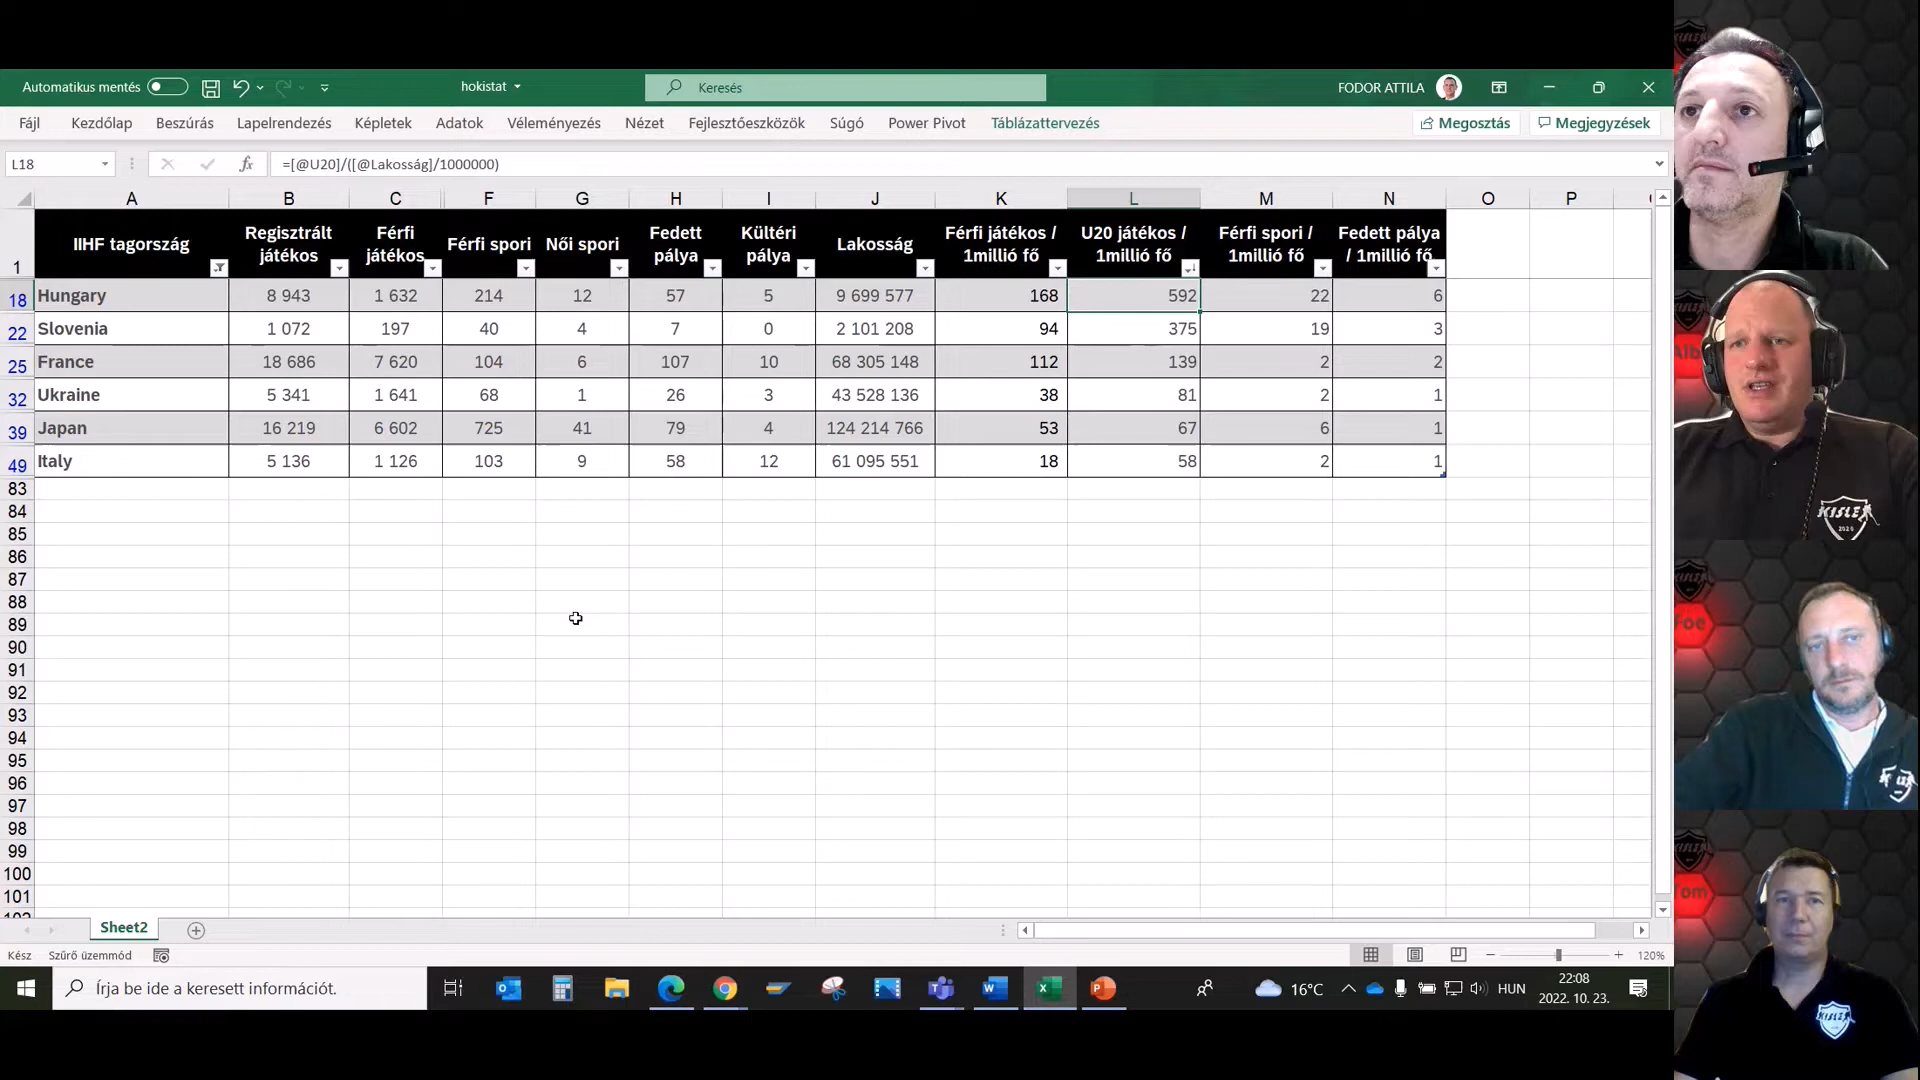 Automatikus mentés
hokistat
Keresés
FODOR ATTILA
Fájl Kezdőlap Beszúrás Lapelrendezés Képletek Adatok Véleményezés Nézet Fejlesztőeszközök Súgó Power Pivot Táblázattervezés Megosztás Megjegyzések
L18 fx =[@U20]/([@Lakosság]/1000000)
A B C F G H I J K L M N O P
1 IIHF tagország Regisztrált játékos Férfi játékos Férfi spori Női spori Fedett pálya Kültéri pálya Lakosság Férfi játékos / 1millió fő U20 játékos / 1millió fő Férfi spori / 1millió fő Fedett pálya / 1millió fő
18 Hungary 8 943 1 632 214 12 57 5 9 699 577 168 592 22 6
22 Slovenia 1 072 197 40 4 7 0 2 101 208 94 375 19 3
25 France 18 686 7 620 104 6 107 10 68 305 148 112 139 2 2
32 Ukraine 5 341 1 641 68 1 26 3 43 528 136 38 81 2 1
39 Japan 16 219 6 602 725 41 79 4 124 214 766 53 67 6 1
49 Italy 5 136 1 126 103 9 58 12 61 095 551 18 58 2 1
83
84
85
86
87
88
89
90
91
92
93
94
95
96
97
98
99
100
101
Sheet2
Kész Szűrő üzemmód 120%
Írja be ide a keresett információt.
16°C HUN 22:08
2022. 10. 23.
Alb
KISLE
2020
Foe
Tom
KISLE